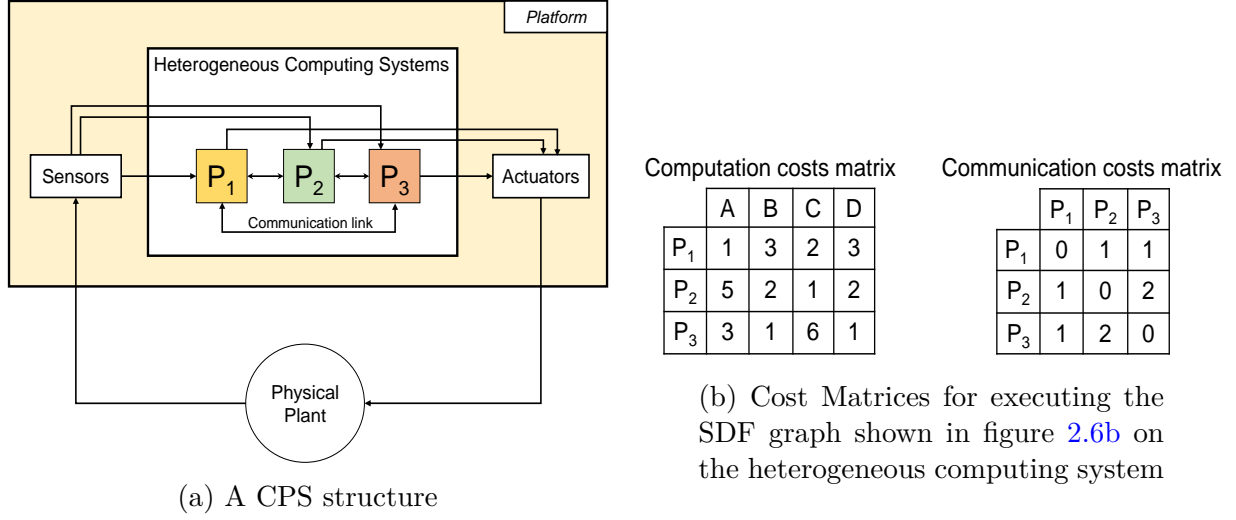 Platform
Heterogeneous Computing Systems
Sensors
P1
P2
P3
Actuators
Communication link
Physical
Plant
(a) A CPS structure
Computation costs matrix
A B C D
P1 1 3 2 3
P2 5 2 1 2
P3 3 1 6 1
Communication costs matrix
P1 P2 P3
P1 0 1 1
P2 1 0 2
P3 1 2 0
(b) Cost Matrices for executing the
SDF graph shown in figure 2.6b on
the heterogeneous computing system